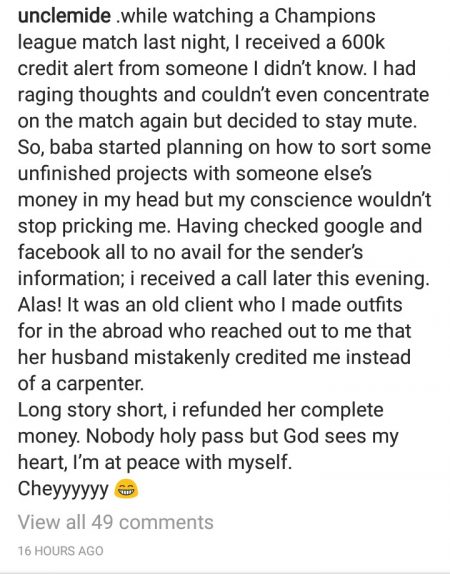 unclemide .while watching a Champions
league match last night, I received a 600k
credit alert from someone I didn't know. I had
raging thoughts and couldn't even concentrate
on the match again but decided to stay mute.
So, baba started planning on how to sort some
unfinished projects with someone else's
money in my head but my conscience wouldn't
stop pricking me. Having checked google and
facebook all to no avail for the sender's
information; i received a call later this evening.
Alas! It was an old client who I made outfits
for in the abroad who reached out to me that
her husband mistakenly credited me instead
of a carpenter.
Long story short, i refunded her complete
money. Nobody holy pass but God sees my
heart, I'm at peace with myself.
Cheyyyyyy 😁
View all 49 comments
16 HOURS AGO